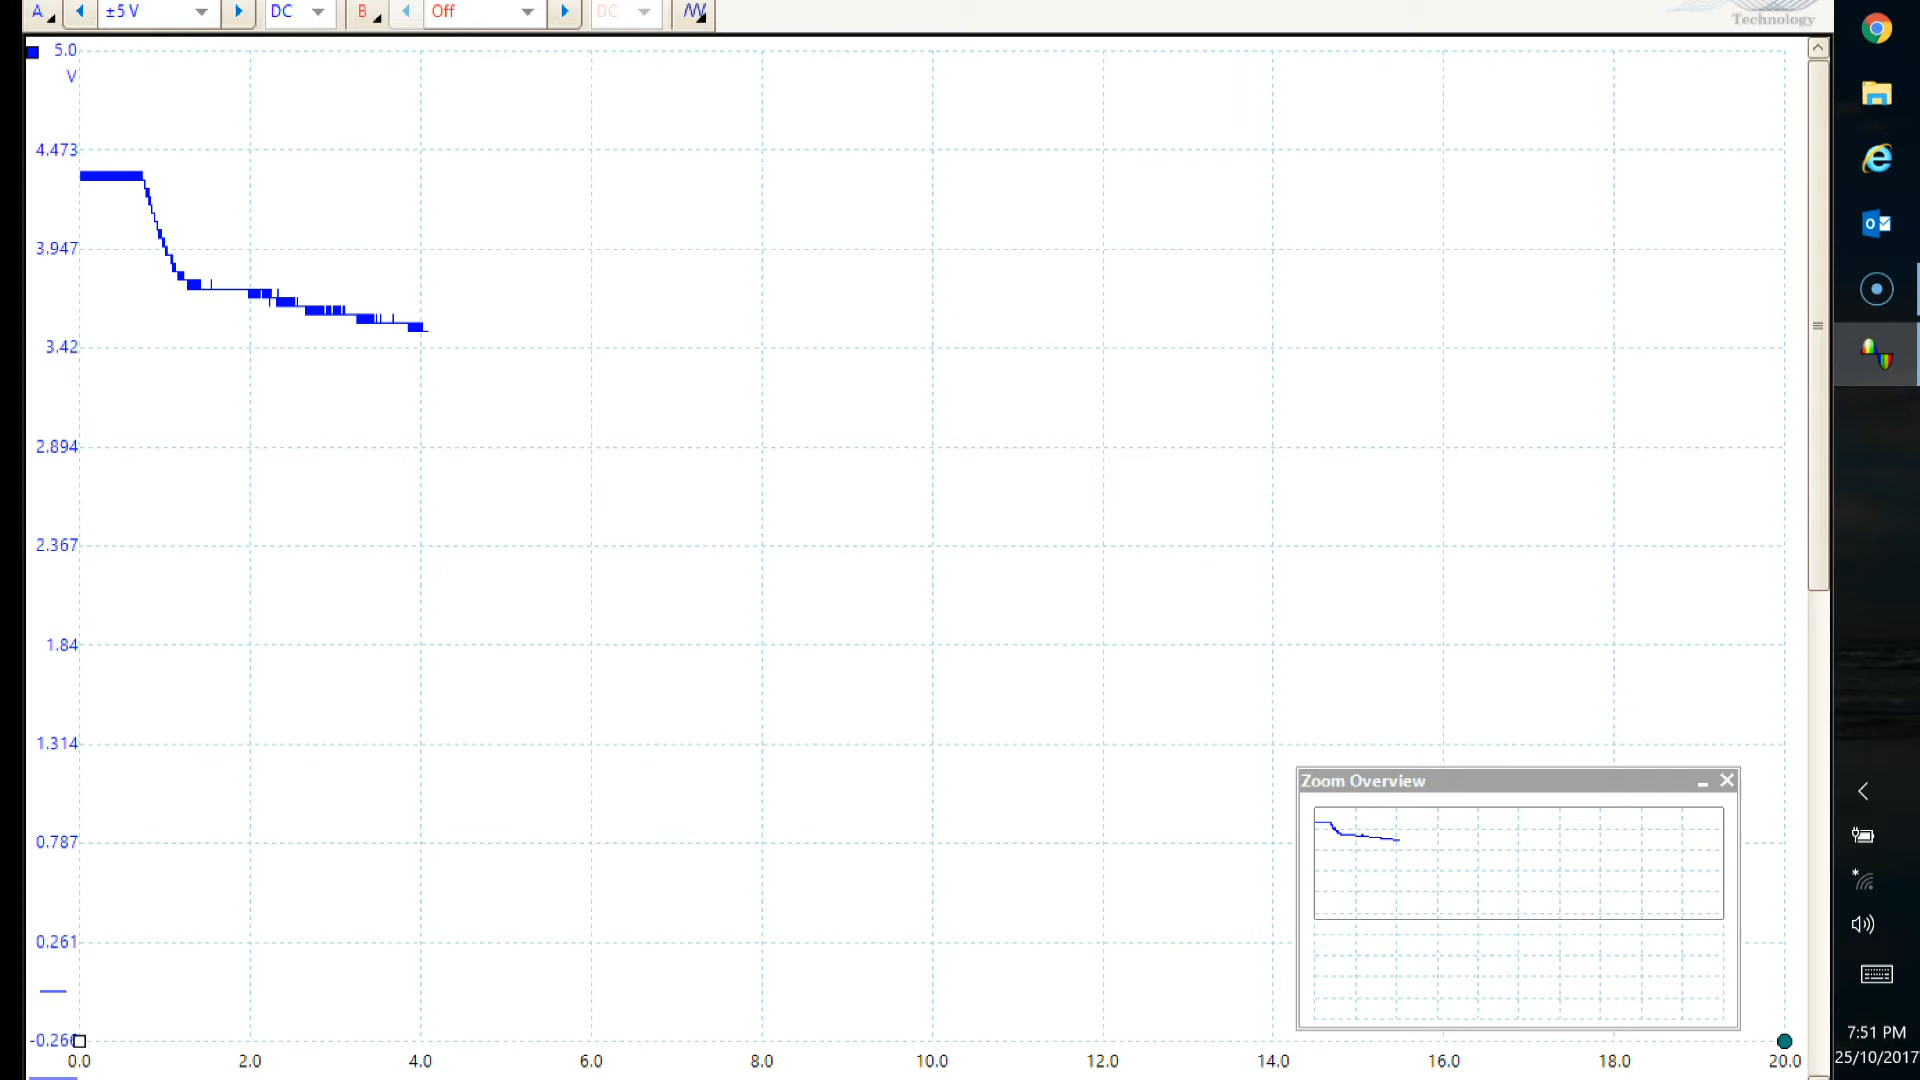 A ±5 V DC B Off DC
Technology
5.0
V
4.473
3.947
3.42
2.894
2.367
1.84
1.314
Zoom Overview
0.787
0.261
-0.266
0.0 2.0 4.0 6.0 8.0 10.0 12.0 14.0 16.0 18.0 20.0
7:51 PM
25/10/2017